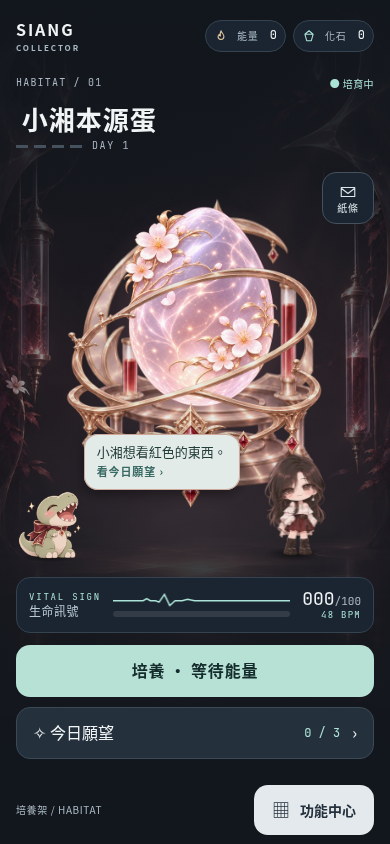 SIANG
COLLECTOR
能量 0
化石 0
HABITAT / 01
培育中
小湘本源蛋
DAY 1
紙條
小湘想看紅色的東西。
看今日願望 ›
VITAL SIGN
生命訊號
000/100
48 BPM
培養 · 等待能量
今日願望
0 / 3 ›
培養架 / HABITAT
功能中心